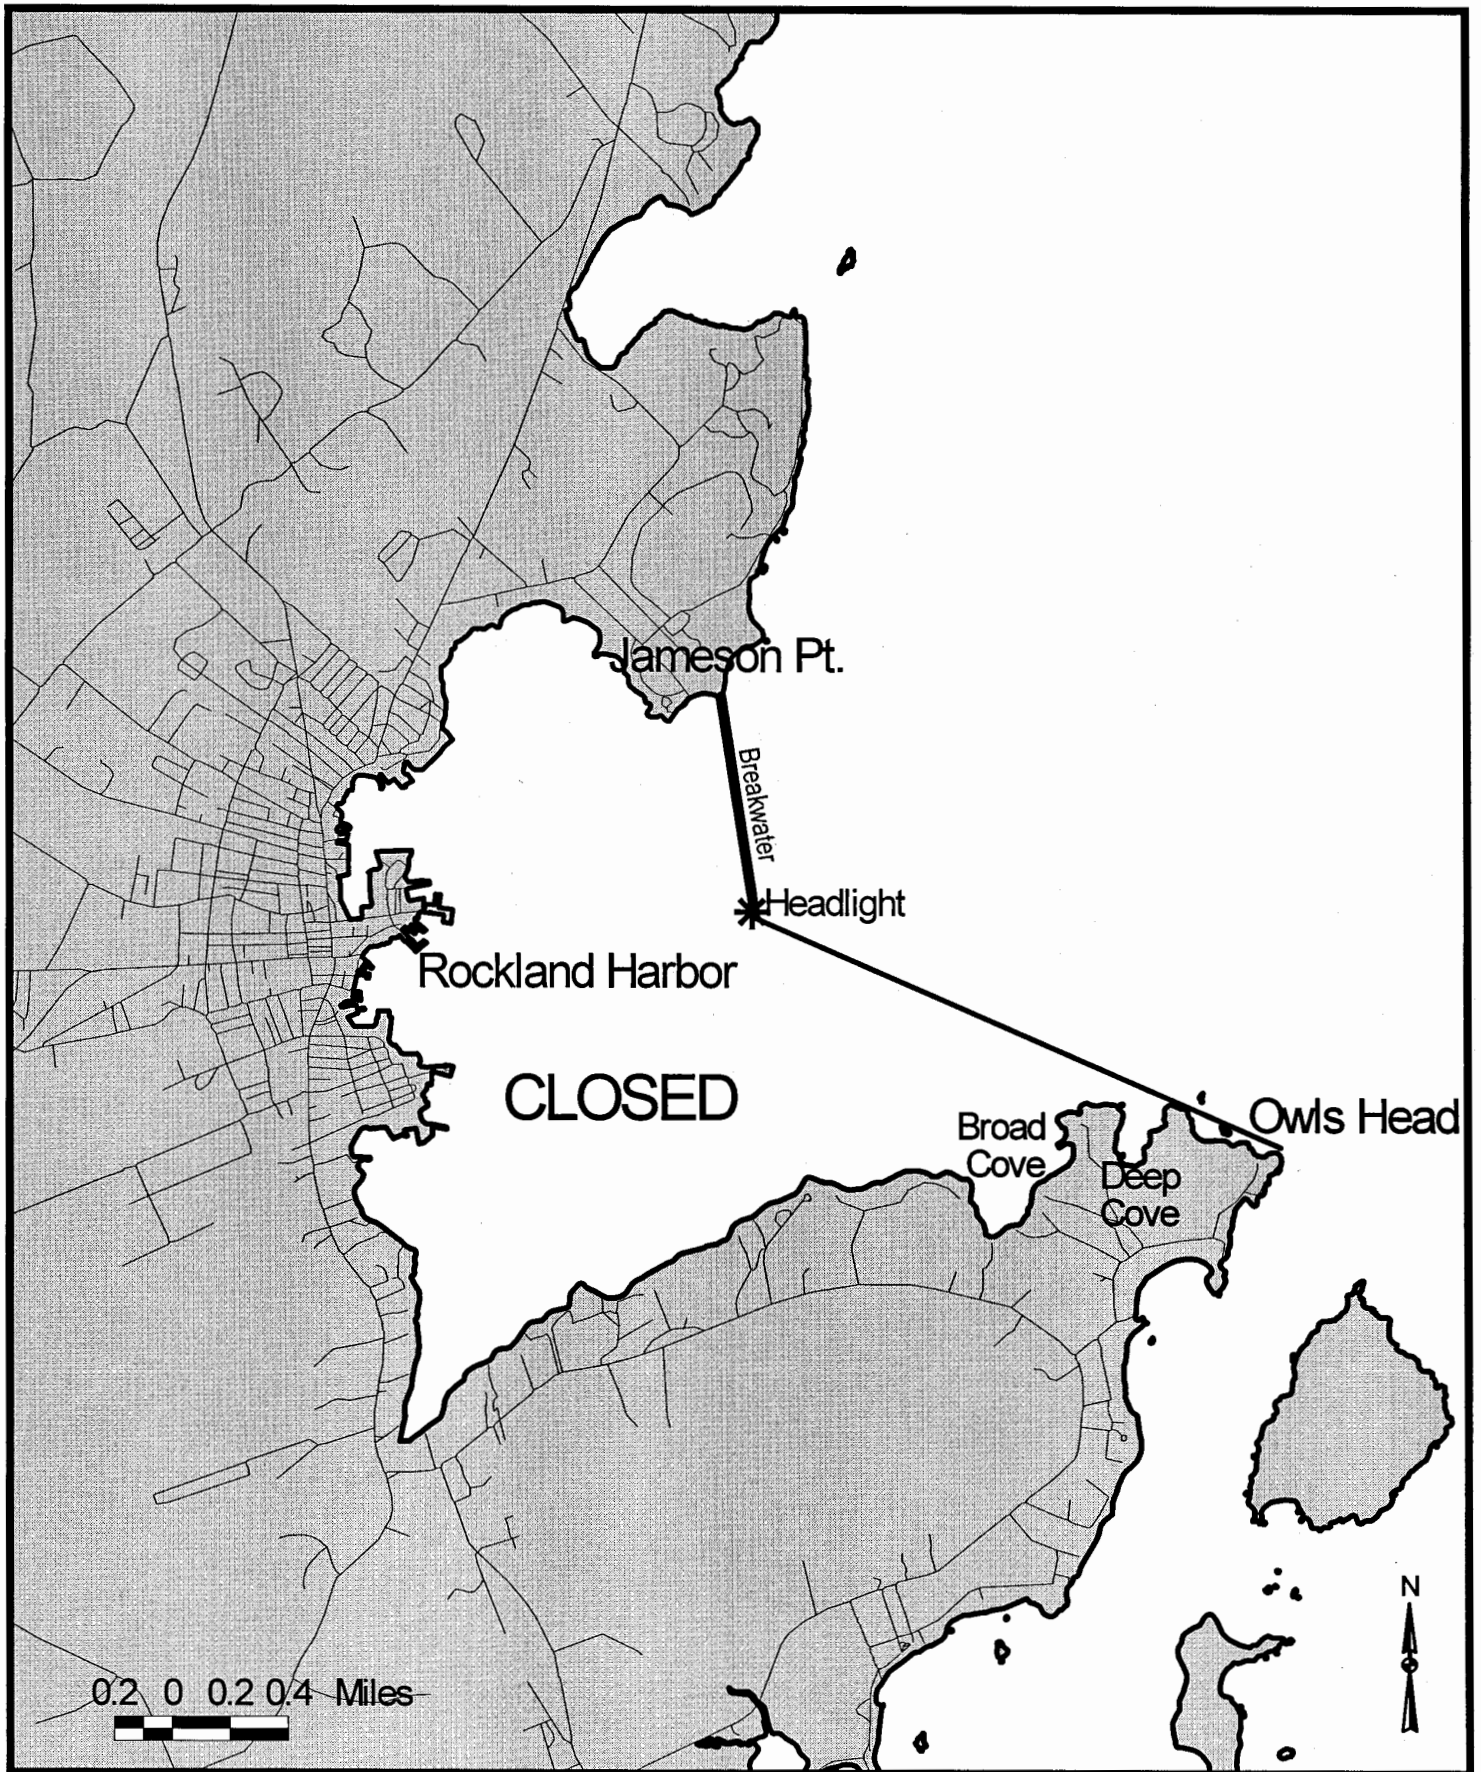 Jameson Pt.
Breakwater
Headlight
Rockland Harbor
CLOSED
Owls Head
Broad
Cove
Deep
Cove
N
0.2 0 0.2 0.4 Miles